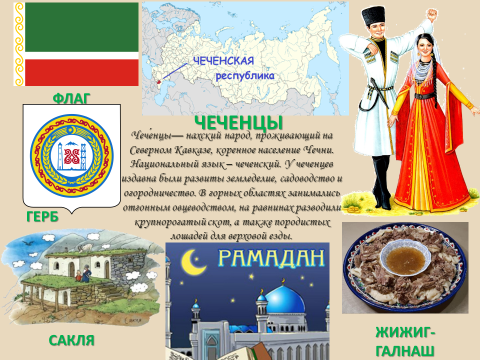 ФЛАГ
ЧЕЧЕНСКАЯ
республика
ЧЕЧЕНЦЫ
Чече́нцы— нахский народ, проживающий на
Северном Кавказе, коренное население Чечни.
Национальный язык – чеченский. У чеченцев
издавна были развиты земледелие, садоводство и
огородничество. В горных областях занимались
отгонным овцеводством, на равнинах разводили
крупнорогатый скот, а также породистых
лошадей для верховой езды.
ГЕРБ
САКЛЯ
РАМАДАН
ЖИЖИГ-
ГАЛНАШ